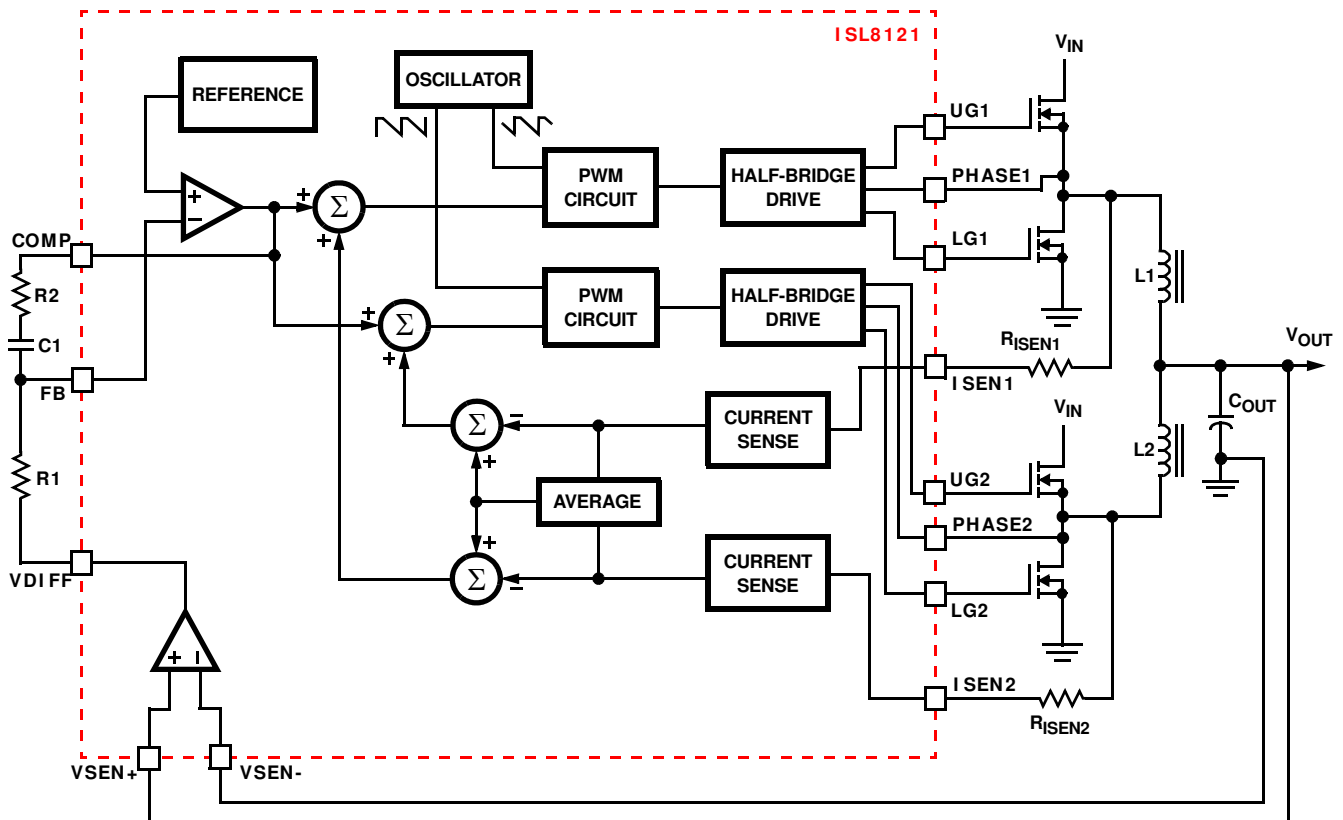 ISL8121
VIN
REFERENCE
OSCILLATOR
UG1
PWM
CIRCUIT
HALF-BRIDGE
DRIVE
PHASE1
LG1
+
−
+
Σ
+
COMP
R2
C1
FB
L1
PWM
CIRCUIT
HALF-BRIDGE
DRIVE
+
Σ
+
RISEN1
ISEN1
VOUT
COUT
VIN
Σ
−
+
CURRENT
SENSE
L2
R1
AVERAGE
UG2
PHASE2
+
Σ
−
CURRENT
SENSE
LG2
VDIFF
+ −
ISEN2
RISEN2
VSEN+
VSEN-